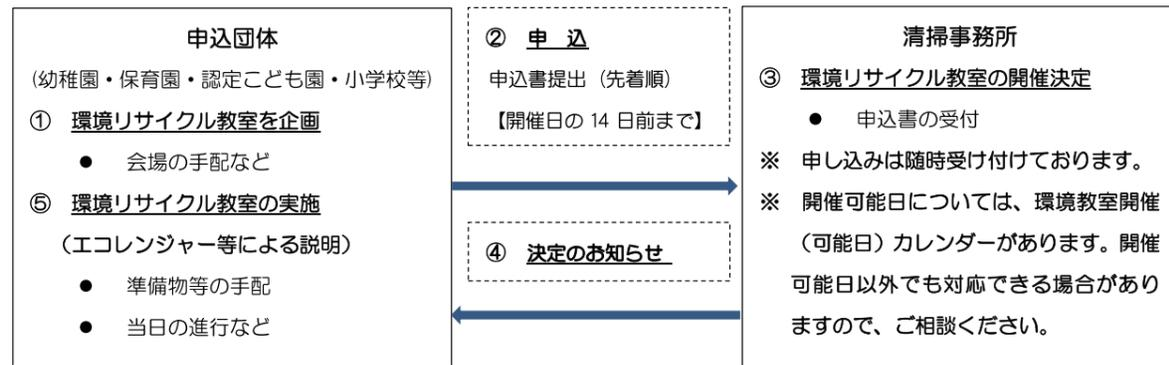 申込団体
(幼稚園・保育園・認定こども園・小学校等)
① 環境リサイクル教室を企画
● 会場の手配など
⑤ 環境リサイクル教室の実施
（エコレンジャー等による説明）
● 準備物等の手配
● 当日の進行など
② 申　込
申込書提出（先着順）
【開催日の 14 日前まで】
④ 決定のお知らせ
清掃事務所
③ 環境リサイクル教室の開催決定
● 申込書の受付
※ 申し込みは随時受け付けております。
※ 開催可能日については、環境教室開催
（可能日）カレンダーがあります。開催
可能日以外でも対応できる場合があり
ますので、ご相談ください。